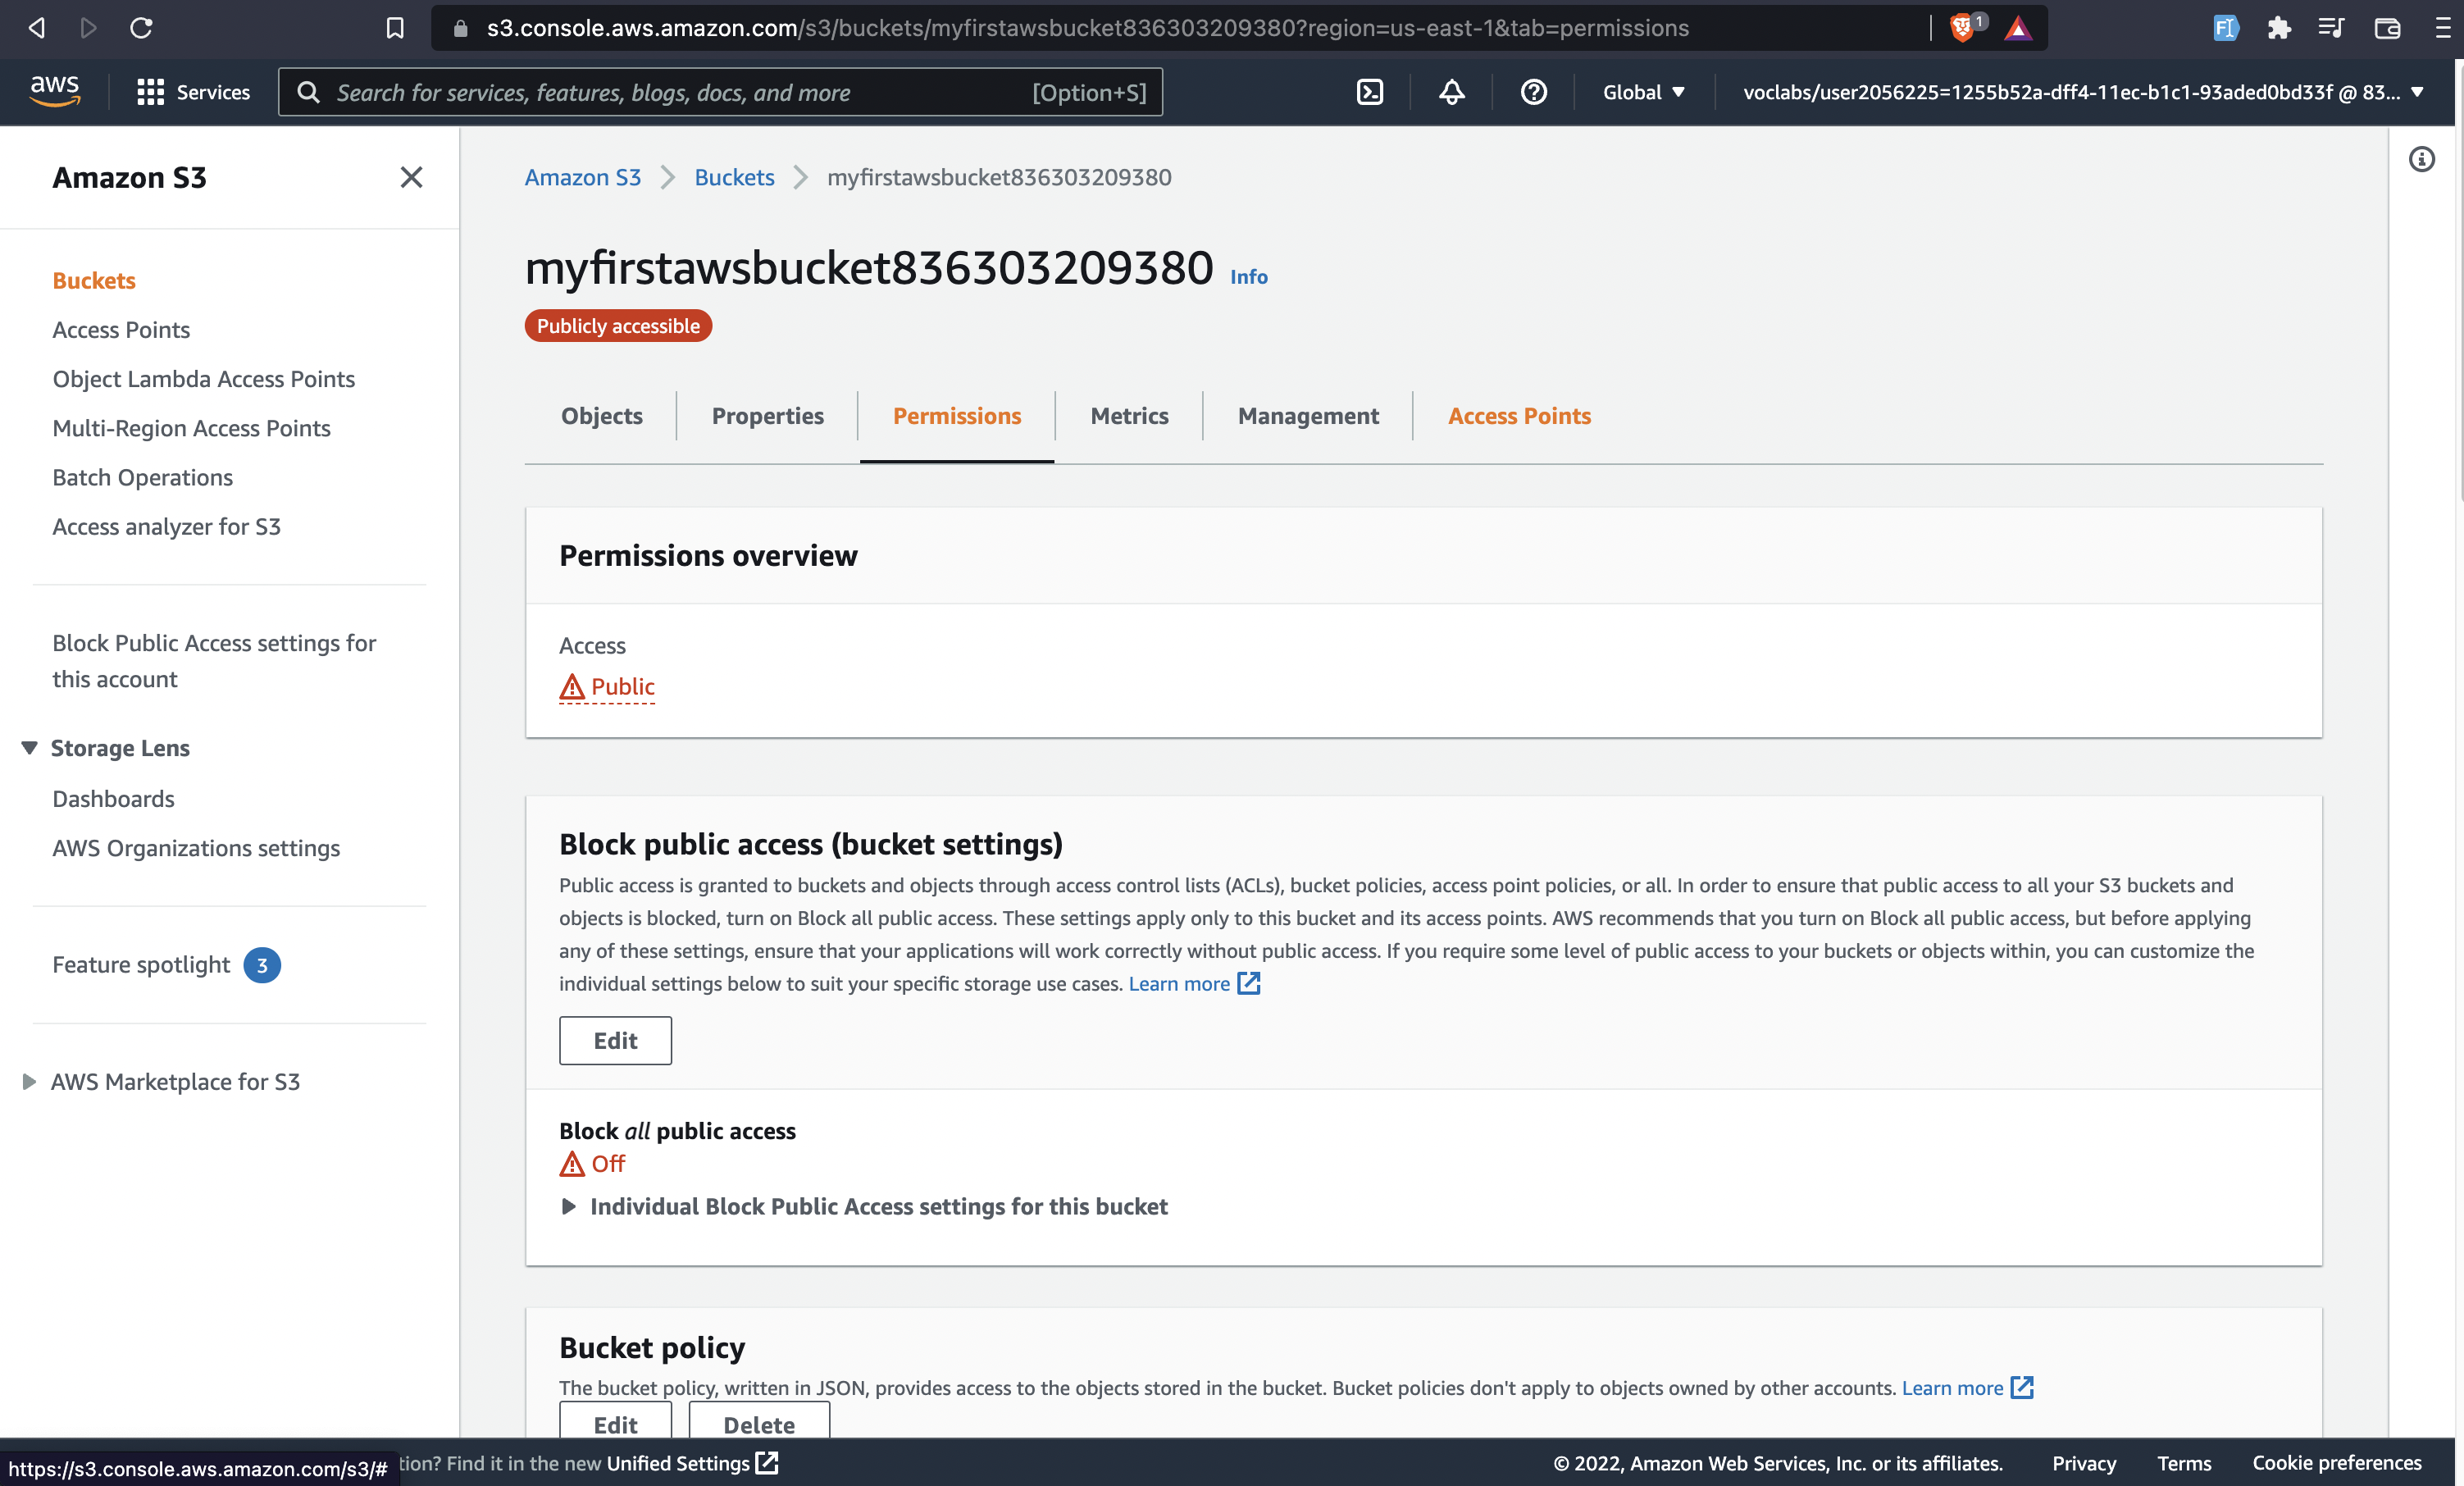 s3.console.aws.amazon.com/s3/buckets/myfirstawsbucket836303209380?region=us-east-1&tab=permissions
1
aws
Services
Search for services, features, blogs, docs, and more
[Option+S]
Global
voclabs/user2056225=1255b52a-dff4-11ec-b1c1-93aded0bd33f @ 83...
Amazon S3
Buckets
Access Points
Object Lambda Access Points
Multi-Region Access Points
Batch Operations
Access analyzer for S3
Block Public Access settings for
this account
Storage Lens
Dashboards
AWS Organizations settings
Feature spotlight 3
AWS Marketplace for S3
Amazon S3 Buckets myfirstawsbucket836303209380
myfirstawsbucket836303209380 Info
Publicly accessible
Objects Properties Permissions Metrics Management Access Points
Permissions overview
Access
Public
Block public access (bucket settings)
Public access is granted to buckets and objects through access control lists (ACLs), bucket policies, access point policies, or all. In order to ensure that public access to all your S3 buckets and
objects is blocked, turn on Block all public access. These settings apply only to this bucket and its access points. AWS recommends that you turn on Block all public access, but before applying
any of these settings, ensure that your applications will work correctly without public access. If you require some level of public access to your buckets or objects within, you can customize the
individual settings below to suit your specific storage use cases. Learn more
Edit
Block all public access
Off
Individual Block Public Access settings for this bucket
Bucket policy
The bucket policy, written in JSON, provides access to the objects stored in the bucket. Bucket policies don't apply to objects owned by other accounts. Learn more
Edit Delete
https://s3.console.aws.amazon.com/s3/#
tion? Find it in the new Unified Settings
© 2022, Amazon Web Services, Inc. or its affiliates. Privacy Terms Cookie preferences